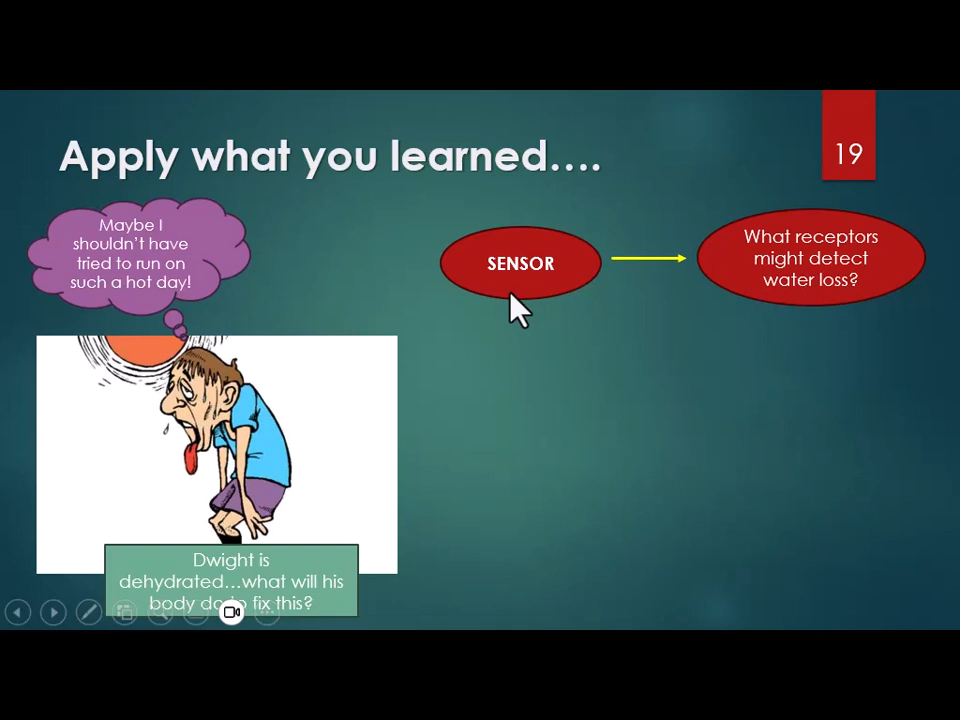 Apply what you learned….
19
Maybe I
shouldn't have
tried to run on
such a hot day!
SENSOR
What receptors
might detect
water loss?
Dwight is
dehydrated…what will his
body do to fix this?